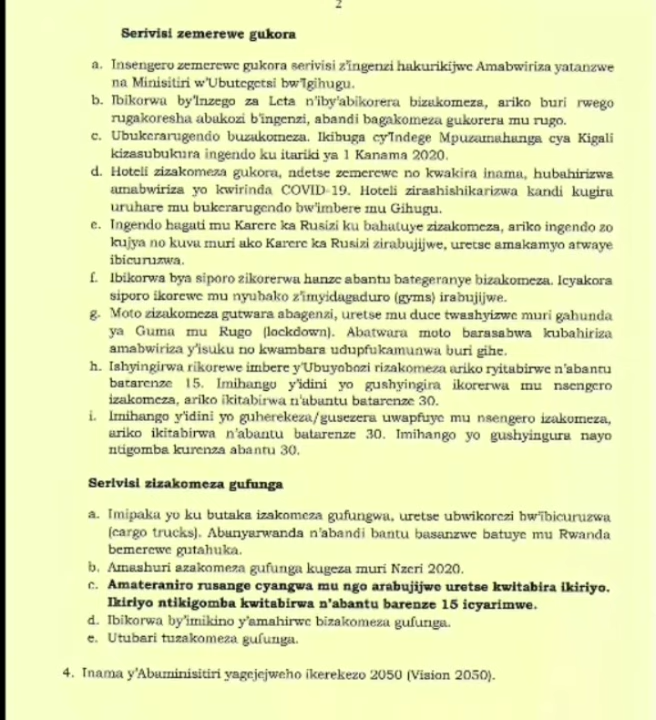 2
Serivisi zemerewe gukora
a. Insengero zemerewe gukora serivisi z'ingenzi hakurikijwe Amabwiriza yatanzwe
na Minisitiri w'Ubutegetsi bw'Igihugu.
b. Ibikorwa by'Inzego za Leta n'iby'abikorera bizakomeza, ariko buri rwego
rugakoresha abakozi b'ingenzi, abandi bagakomeza gukorera mu rugo.
c. Ubukerarugendo buzakomeza. Ikibuga cy'Indege Mpuzamahanga cya Kigali
kizasubukura ingendo ku itariki ya 1 Kanama 2020.
d. Hoteli zizakomeza gukora, ndetse zemerewe no kwakira inama, hubahirizwa
amabwiriza yo kwirinda COVID-19. Hoteli zirashishikarizwa kandi kugira
uruhare mu bukerarugendo bw'imbere mu Gihugu.
e. Ingendo hagati mu Karere ka Rusizi ku bahatuye zizakomeza, ariko ingendo zo
kujya no kuva muri ako Karere ka Rusizi zirabujijwe, uretse amakamyo atwaye
ibicuruzwa.
f. Ibikorwa bya siporo zikorerwa hanze abantu bategeranye bizakomeza. Icyakora
siporo ikorewe mu nyubako z'imyidagaduro (gyms) irabujijwe.
g. Moto zizakomeza gutwara abagenzi, uretse mu duce twashyizwe muri gahunda
ya Guma mu Rugo (lockdown). Abatwara moto barasabwa kubahiriza
amabwiriza y'isuku no kwambara udupfukamunwa buri gihe.
h. Ishyingirwa rikorewe imbere y'Ubuyobozi rizakomeza ariko ryitabirwe n'abantu
batarenze 15. Imihango y'idini yo gushyingira ikorerwa mu nsengero
izakomeza, ariko ikitabirwa n'abantu batarenze 30.
i. Imihango y'idini yo guherekeza/gusezera uwapfuye mu nsengero izakomeza,
ariko ikitabirwa n'abantu batarenze 30. Imihango yo gushyingura nayo
ntigomba kurenza abantu 30.
Serivisi zizakomeza gufunga
a. Imipaka yo ku butaka izakomeza gufungwa, uretse ubwikorezi bw'ibicuruzwa
(cargo trucks). Abanyarwanda n'abandi bantu basanzwe batuye mu Rwanda
bemerewe gutahuka.
b. Amashuri azakomeza gufunga kugeza muri Nzeri 2020.
c. Amateraniro rusange cyangwa mu ngo arabujijwe uretse kwitabira ikiriyo.
Ikiriyo ntikigomba kwitabirwa n'abantu barenze 15 icyarimwe.
d. Ibikorwa by'imikino y'amahirwe bizakomeza gufunga.
e. Utubari tuzakomeza gufunga.
4. Inama y'Abaminisitiri yagejejweho ikerekezo 2050 (Vision 2050).